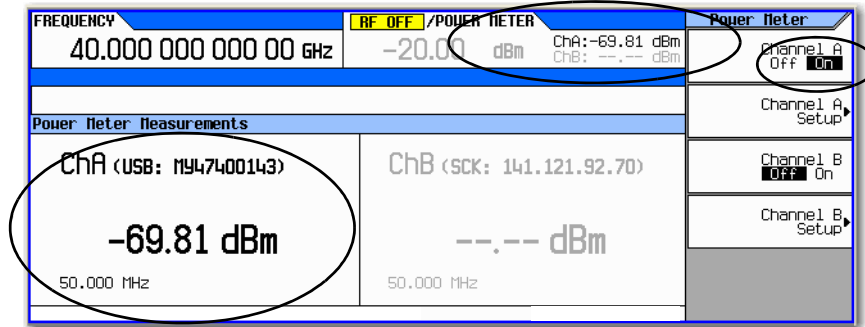 FREQUENCY
40.000 000 000 00 GHz
RF OFF /POWER METER
-20.00 dBm
ChA:-69.81 dBm
ChB: --.-- dBm
Power Meter
Channel A
Off On
Channel A
Setup
Channel B
Off On
Channel B
Setup
Power Meter Measurements
ChA (USB: MY47400143)
-69.81 dBm
50.000 MHz
ChB (SCK: 141.121.92.70)
--.-- dBm
50.000 MHz